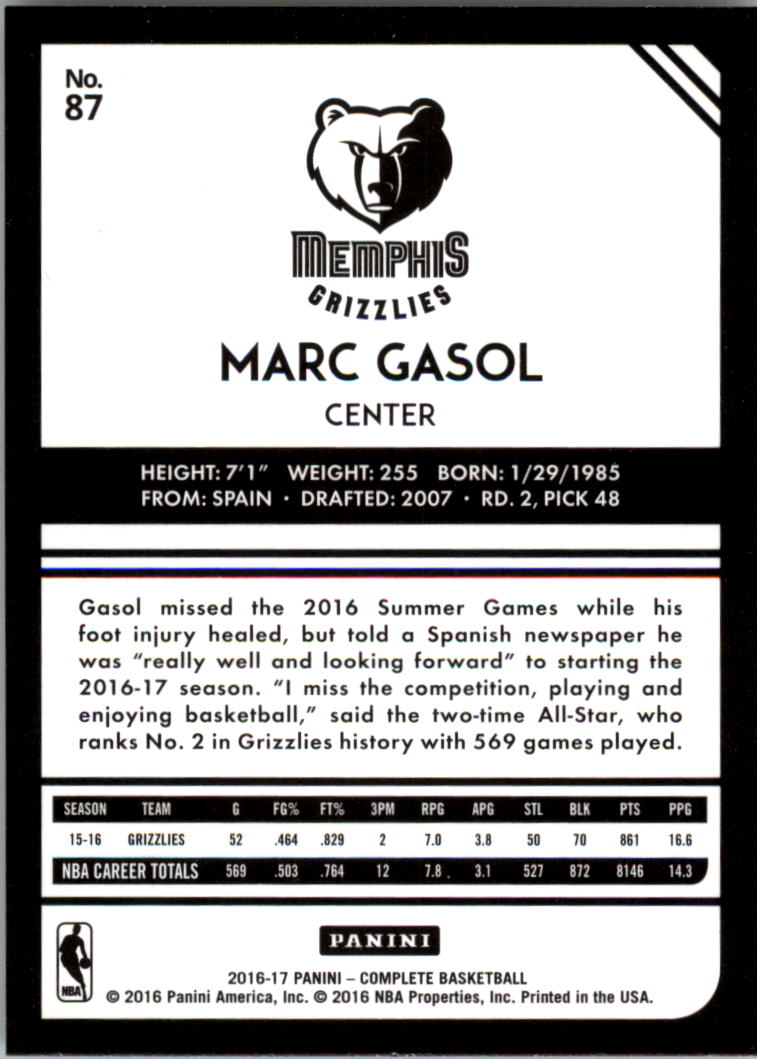 No.
87
MEMPHIS
GRIZZLIES
MARC GASOL
CENTER
HEIGHT: 7'1" WEIGHT: 255 BORN: 1/29/1985
FROM: SPAIN • DRAFTED: 2007 • RD. 2, PICK 48
Gasol missed the 2016 Summer Games while his
foot injury healed, but told a Spanish newspaper he
was “really well and looking forward” to starting the
2016-17 season. “I miss the competition, playing and
enjoying basketball,” said the two-time All-Star, who
ranks No. 2 in Grizzlies history with 569 games played.
SEASON TEAM G FG% FT% 3PM RPG APG STL BLK PTS PPG
15-16 GRIZZLIES 52 .464 .829 2 7.0 3.8 50 70 861 16.6
NBA CAREER TOTALS 569 .503 .764 12 7.8 3.1 527 872 8146 14.3
PANINI
NBA
2016-17 PANINI – COMPLETE BASKETBALL
© 2016 Panini America, Inc. © 2016 NBA Properties, Inc. Printed in the USA.